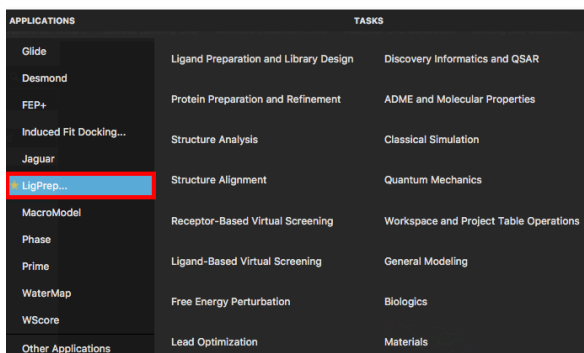 APPLICATIONS
TASKS
Glide
Desmond
FEP+
Induced Fit Docking...
Jaguar
LigPrep...
MacroModel
Phase
Prime
WaterMap
WScore
Other Applications
Ligand Preparation and Library Design
Protein Preparation and Refinement
Structure Analysis
Structure Alignment
Receptor-Based Virtual Screening
Ligand-Based Virtual Screening
Free Energy Perturbation
Lead Optimization
Discovery Informatics and QSAR
ADME and Molecular Properties
Classical Simulation
Quantum Mechanics
Workspace and Project Table Operations
General Modeling
Biologics
Materials